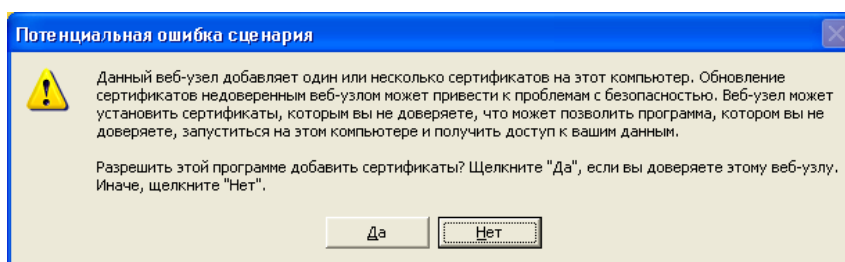 Потенциальная ошибка сценария
Данный веб-узел добавляет один или несколько сертификатов на этот компьютер. Обновление
сертификатов недоверенным веб-узлом может привести к проблемам с безопасностью. Веб-узел может
установить сертификаты, которым вы не доверяете, что может позволить программа, котором вы не
доверяете, запуститься на этом компьютере и получить доступ к вашим данным.
Разрешить этой программе добавить сертификаты? Щелкните "Да", если вы доверяете этому веб-узлу.
Иначе, щелкните "Нет".
Да Нет